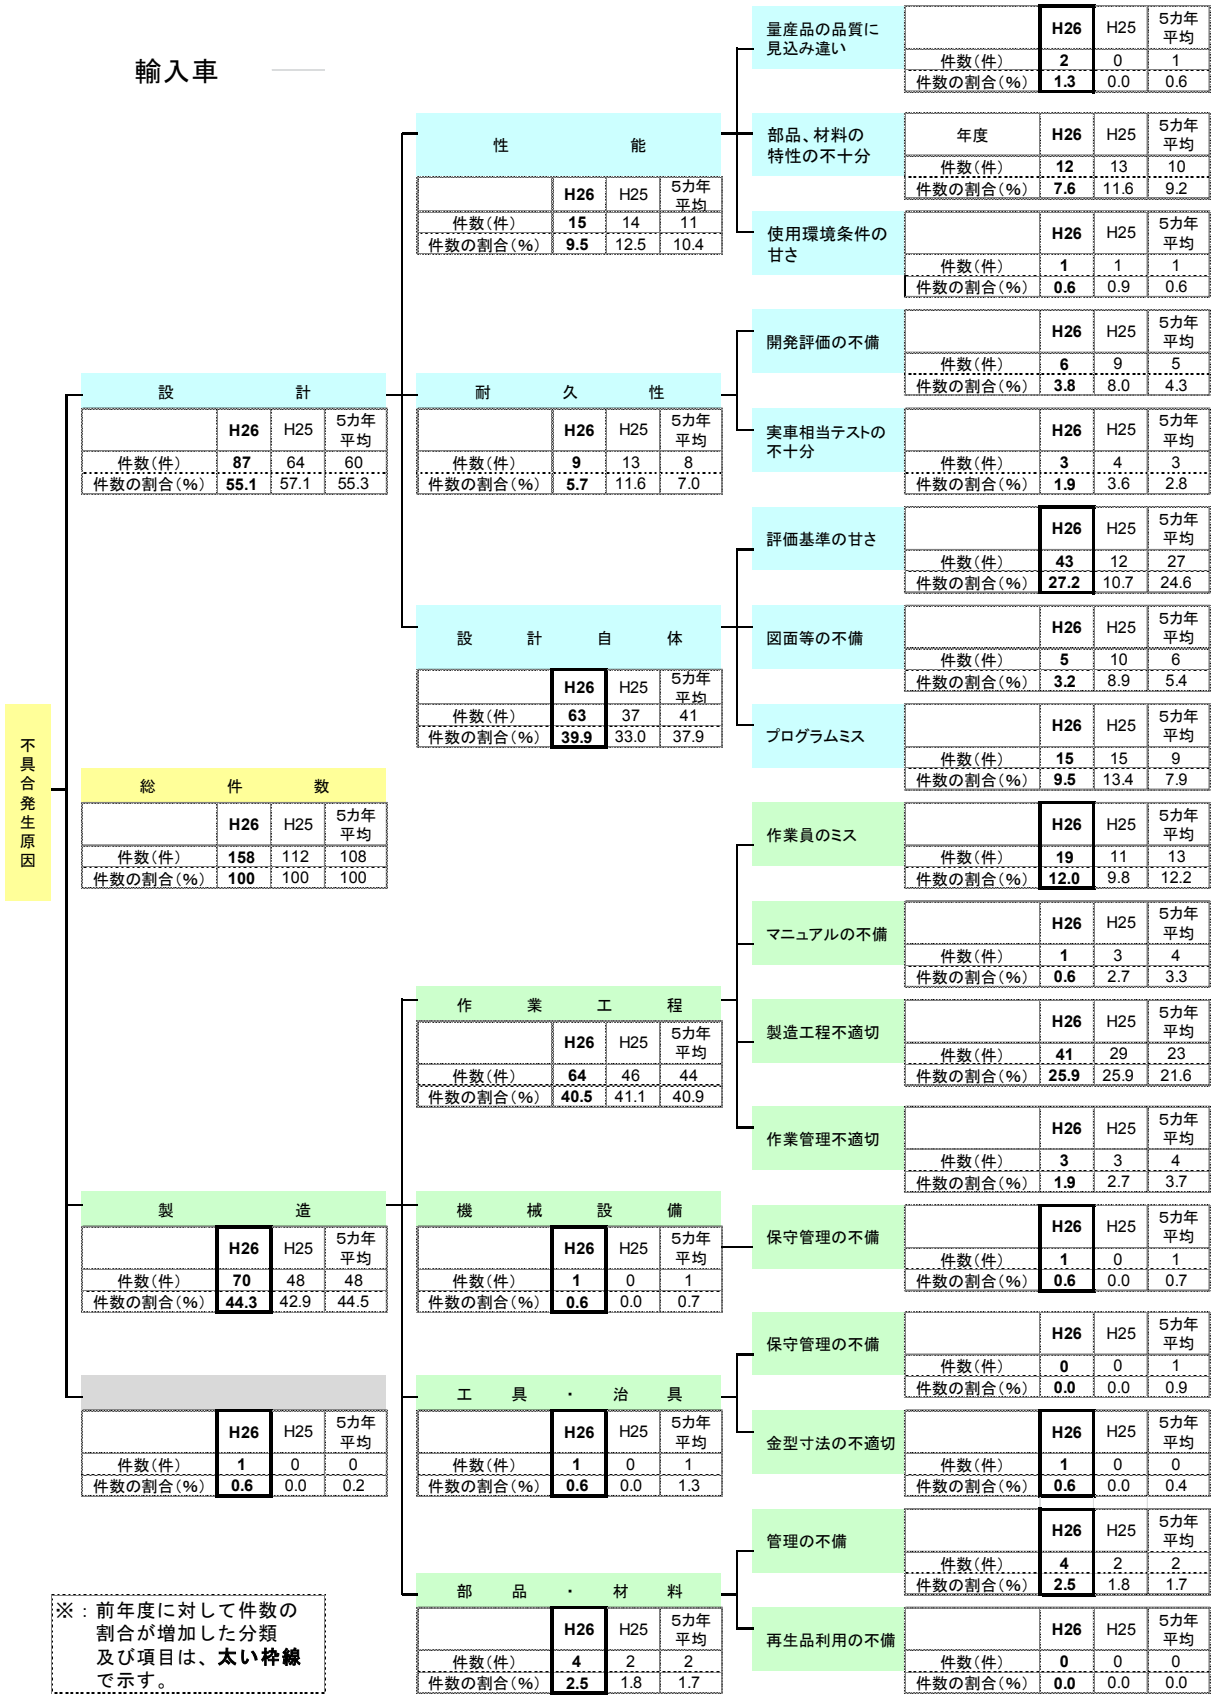 輸入車
不具合発生原因
総件数
H26 H25 5カ年平均
件数(件) 158 112 108
件数の割合(%) 100 100 100
設計
H26 H25 5カ年平均
件数(件) 87 64 60
件数の割合(%) 55.1 57.1 55.3
性能
H26 H25 5カ年平均
件数(件) 15 14 11
件数の割合(%) 9.5 12.5 10.4
量産品の品質に
見込み違い
H26 H25 5カ年平均
件数(件) 2 0 1
件数の割合(%) 1.3 0.0 0.6
部品、材料の
特性の不十分
年度 H26 H25 5カ年平均
件数(件) 12 13 10
件数の割合(%) 7.6 11.6 9.2
使用環境条件の
甘さ
H26 H25 5カ年平均
件数(件) 1 1 1
件数の割合(%) 0.6 0.9 0.6
耐久性
H26 H25 5カ年平均
件数(件) 9 13 8
件数の割合(%) 5.7 11.6 7.0
開発評価の不備
H26 H25 5カ年平均
件数(件) 6 9 5
件数の割合(%) 3.8 8.0 4.3
実車相当テストの
不十分
H26 H25 5カ年平均
件数(件) 3 4 3
件数の割合(%) 1.9 3.6 2.8
設計自体
H26 H25 5カ年平均
件数(件) 63 37 41
件数の割合(%) 39.9 33.0 37.9
評価基準の甘さ
H26 H25 5カ年平均
件数(件) 43 12 27
件数の割合(%) 27.2 10.7 24.6
図面等の不備
H26 H25 5カ年平均
件数(件) 5 10 6
件数の割合(%) 3.2 8.9 5.4
プログラムミス
H26 H25 5カ年平均
件数(件) 15 15 9
件数の割合(%) 9.5 13.4 7.9
製造
H26 H25 5カ年平均
件数(件) 70 48 48
件数の割合(%) 44.3 42.9 44.5
作業工程
H26 H25 5カ年平均
件数(件) 64 46 44
件数の割合(%) 40.5 41.1 40.9
作業員のミス
H26 H25 5カ年平均
件数(件) 19 11 13
件数の割合(%) 12.0 9.8 12.2
マニュアルの不備
H26 H25 5カ年平均
件数(件) 1 3 4
件数の割合(%) 0.6 2.7 3.3
製造工程不適切
H26 H25 5カ年平均
件数(件) 41 29 23
件数の割合(%) 25.9 25.9 21.6
作業管理不適切
H26 H25 5カ年平均
件数(件) 3 3 4
件数の割合(%) 1.9 2.7 3.7
機械設備
H26 H25 5カ年平均
件数(件) 1 0 1
件数の割合(%) 0.6 0.0 0.7
保守管理の不備
H26 H25 5カ年平均
件数(件) 1 0 1
件数の割合(%) 0.6 0.0 0.7
工具・治具
H26 H25 5カ年平均
件数(件) 1 0 1
件数の割合(%) 0.6 0.0 1.3
保守管理の不備
H26 H25 5カ年平均
件数(件) 0 0 1
件数の割合(%) 0.0 0.0 0.9
金型寸法の不適切
H26 H25 5カ年平均
件数(件) 1 0 0
件数の割合(%) 0.6 0.0 0.4
部品・材料
H26 H25 5カ年平均
件数(件) 4 2 2
件数の割合(%) 2.5 1.8 1.7
管理の不備
H26 H25 5カ年平均
件数(件) 4 2 2
件数の割合(%) 2.5 1.8 1.7
再生品利用の不備
H26 H25 5カ年平均
件数(件) 0 0 0
件数の割合(%) 0.0 0.0 0.0
H26 H25 5カ年平均
件数(件) 1 0 0
件数の割合(%) 0.6 0.0 0.2
※：前年度に対して件数の
割合が増加した分類
及び項目は、太い枠線
で示す。